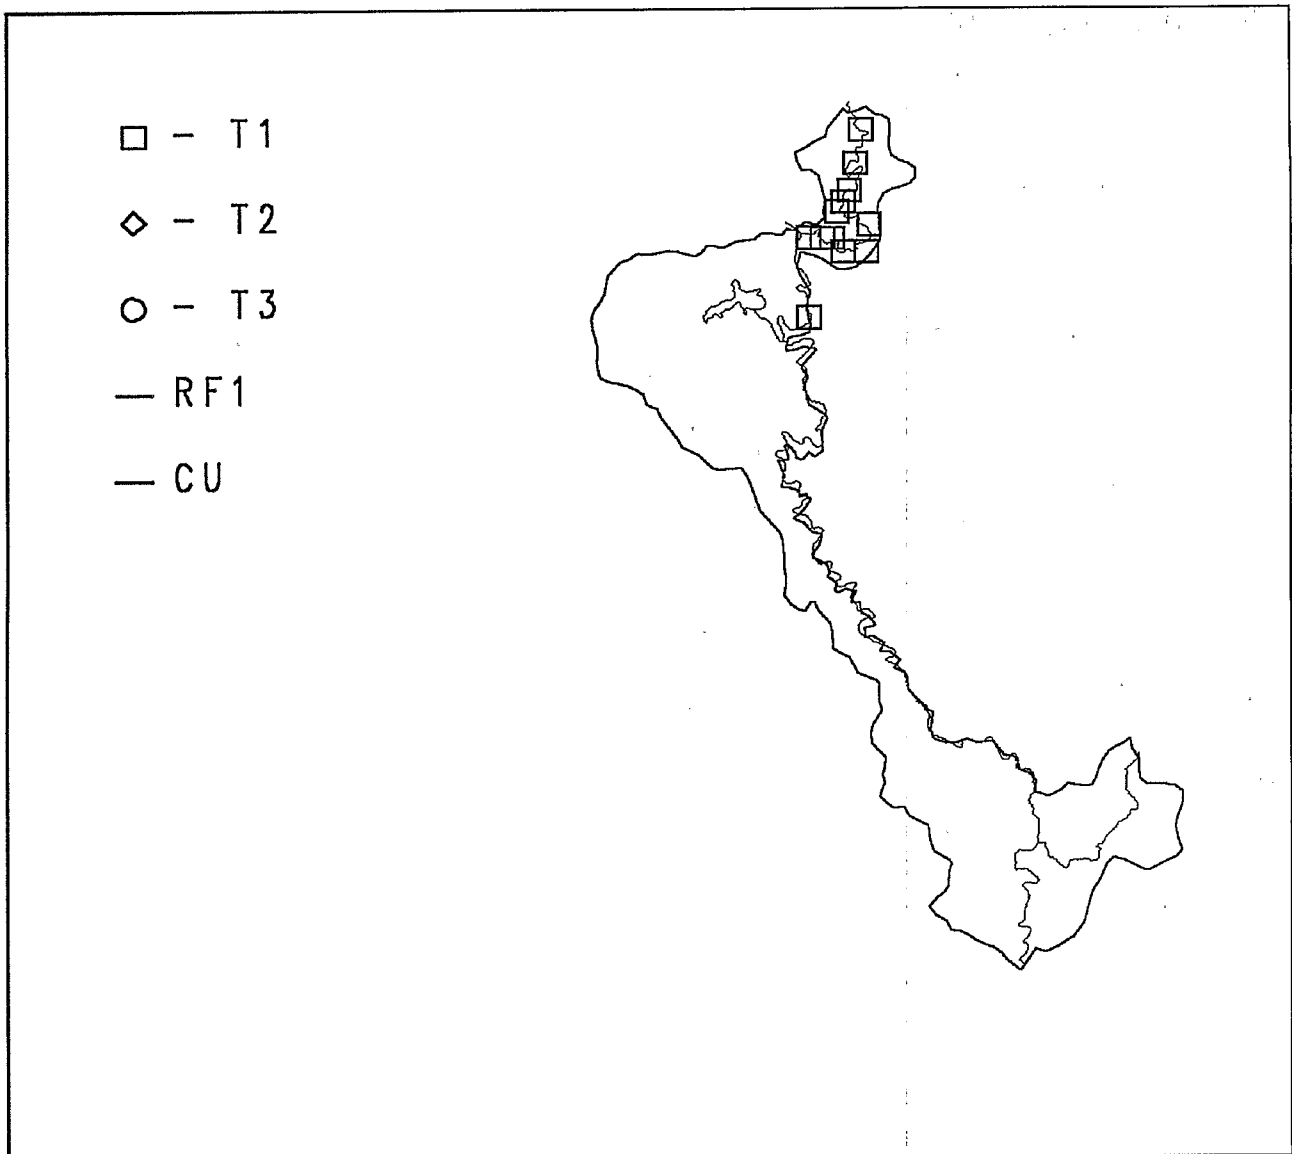 □ - T1
◇ - T2
○ - T3
— RF1
— CU